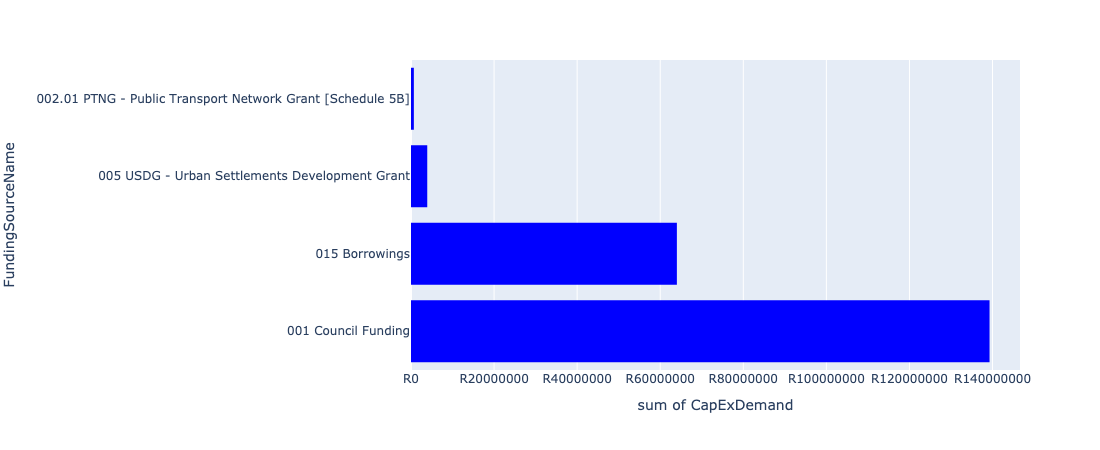 FundingSourceName
002.01 PTNG - Public Transport Network Grant [Schedule 5B]
005 USDG - Urban Settlements Development Grant
015 Borrowings
001 Council Funding
R0 R20000000 R40000000 R60000000 R80000000 R100000000 R120000000 R140000000
sum of CapExDemand